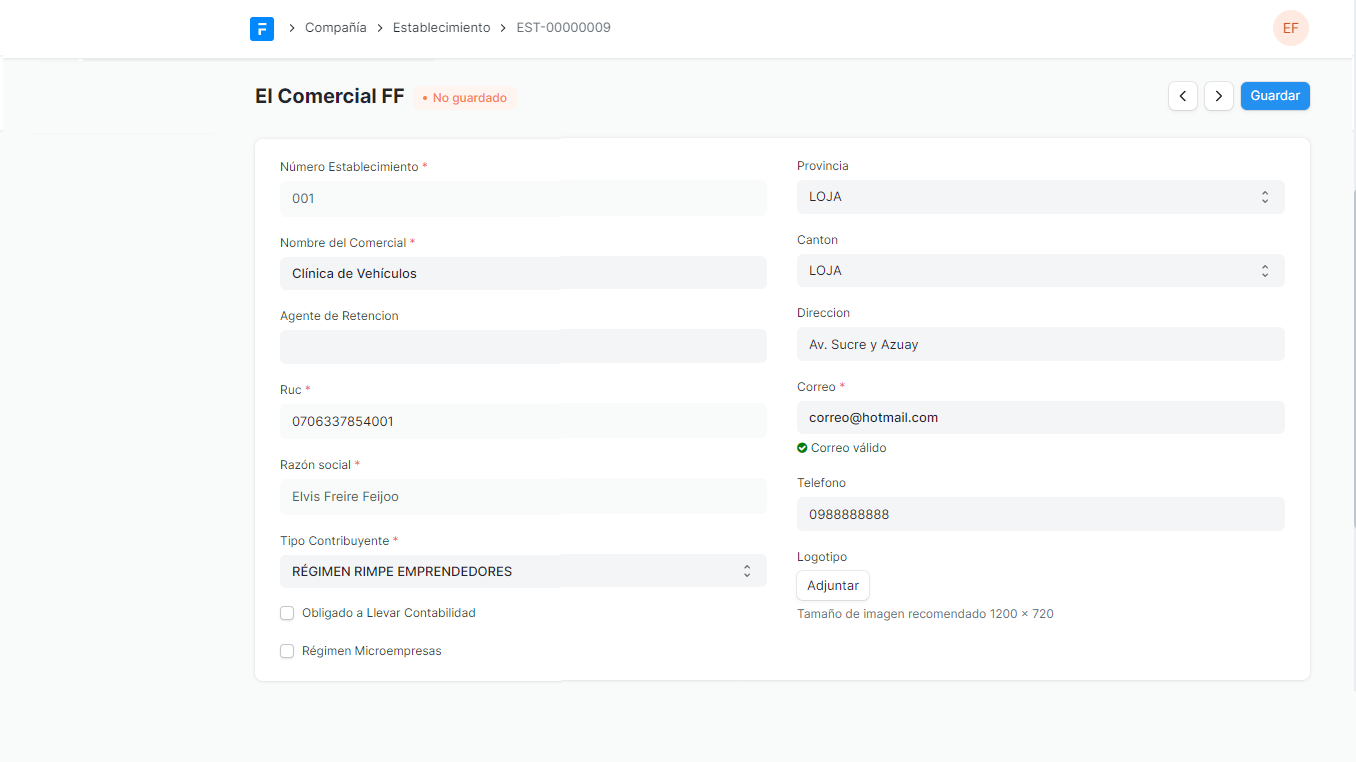 F > Compañía > Establecimiento > EST-00000009
EF
El Comercial FF • No guardado
< > Guardar
Número Establecimiento *
001
Nombre del Comercial *
Clínica de Vehículos
Agente de Retencion
Ruc *
0706337854001
Razón social *
Elvis Freire Feijoo
Tipo Contribuyente *
RÉGIMEN RIMPE EMPRENDEDORES
Obligado a Llevar Contabilidad
Régimen Microempresas
Provincia
LOJA
Canton
LOJA
Direccion
Av. Sucre y Azuay
Correo *
correo@hotmail.com
Correo válido
Telefono
0988888888
Logotipo
Adjuntar
Tamaño de imagen recomendado 1200 × 720